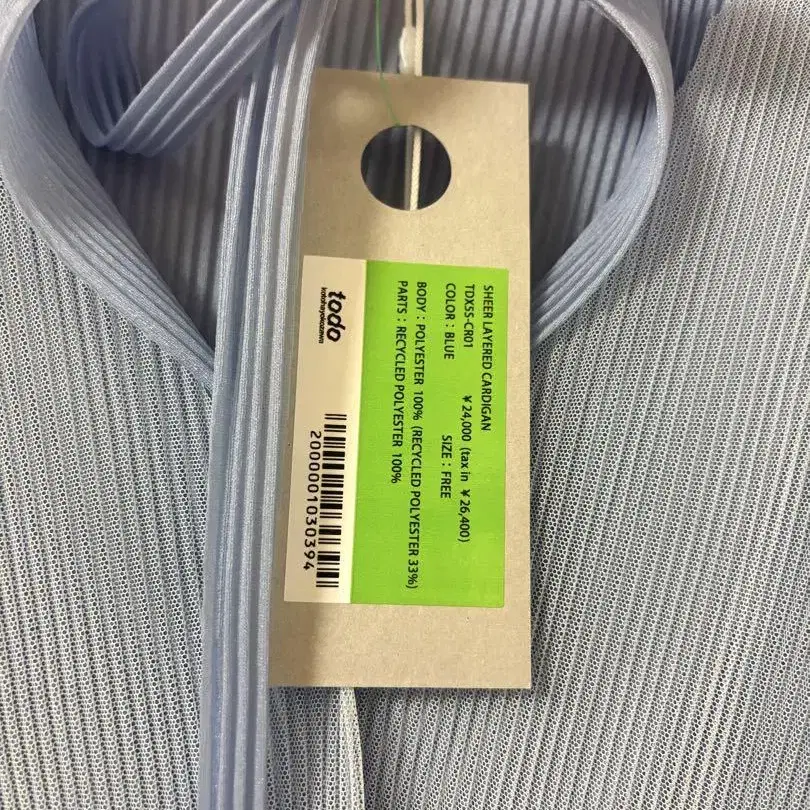 SHEER LAYERED CARDIGAN
TDXSS-CR01 ¥24,000 (tax in ¥26,400)
COLOR : BLUE SIZE : FREE
BODY : POLYESTER 100% (RECYCLED POLYESTER 33%)
PARTS : RECYCLED POLYESTER 100%
todo
kotohayokozawa
2000001030394